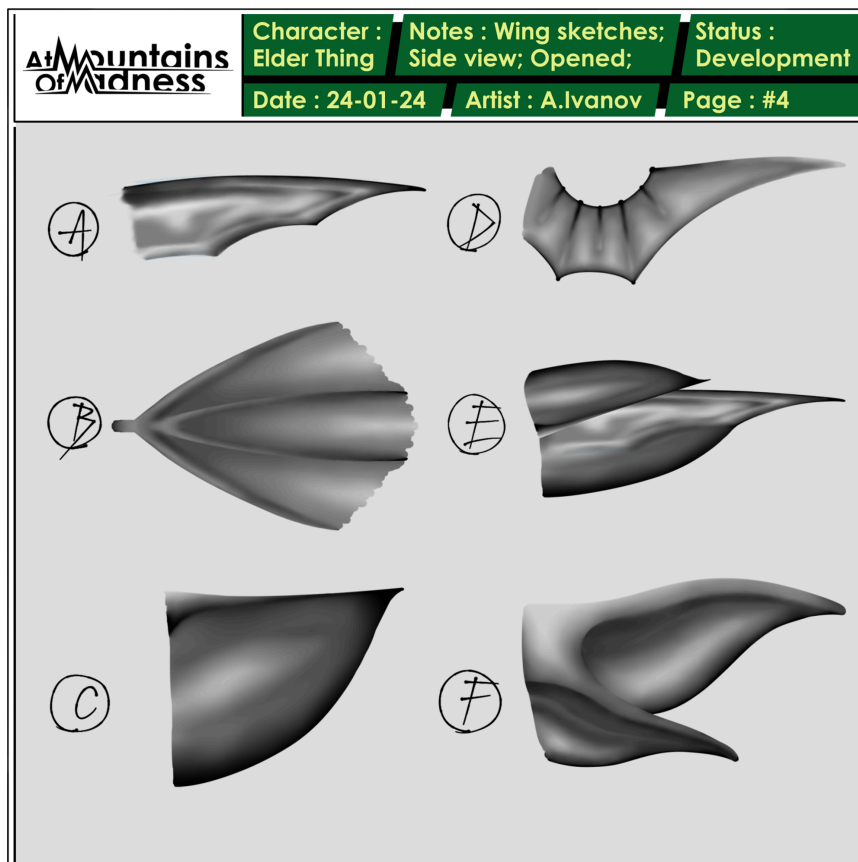 At Mountains
Of Madness
Character :
Elder Thing
Notes : Wing sketches;
Side view; Opened;
Status :
Development
Date : 24-01-24
Artist : A.Ivanov
Page : #4
A
D
B
E
C
F